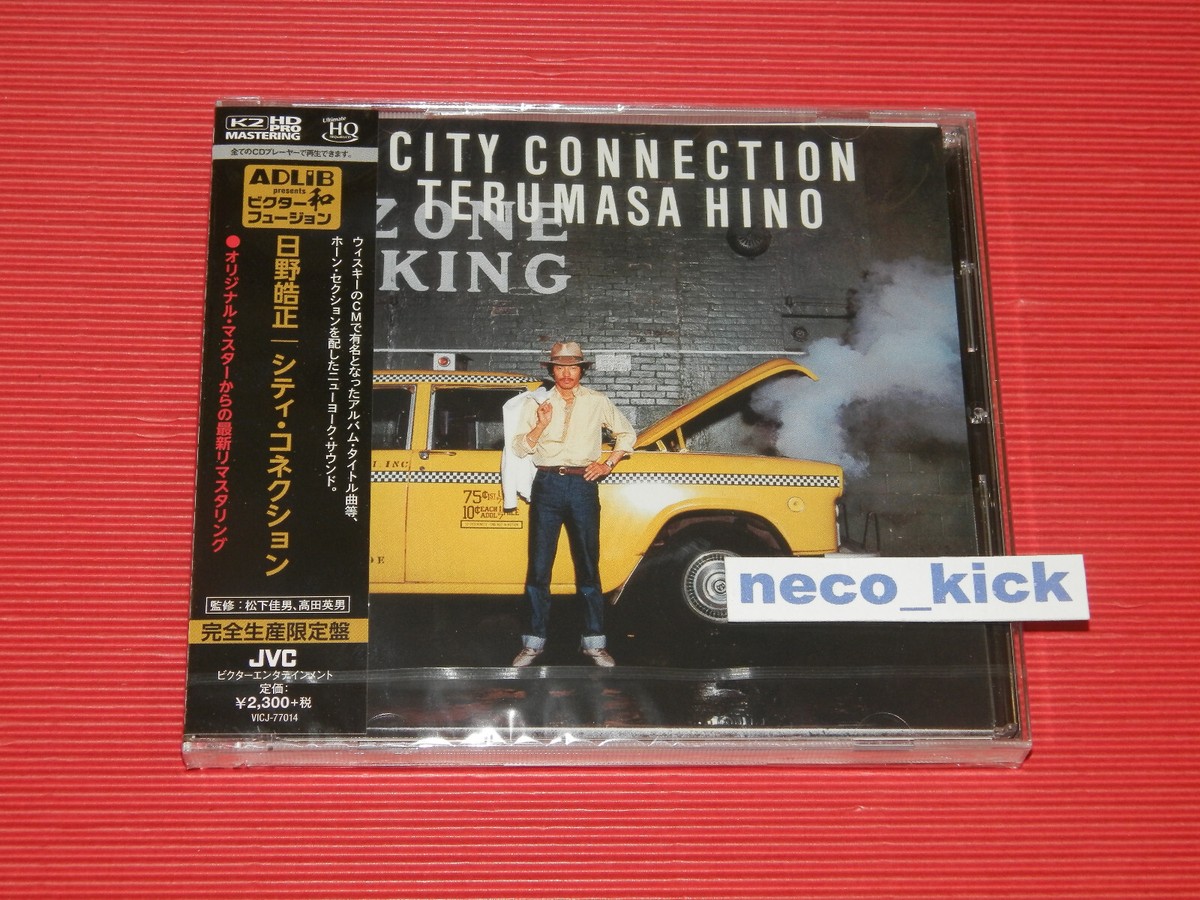 K2 HD PRO MASTERING
Ultimate HQ
全てのCDプレーヤーで再生できます。
ADLiB
presents
ビクター和
フュージョン
ウィスキーのCMで有名となったアルバム・タイトル曲等、
ホーン・セクションを配したニューヨーク・サウンド。
日野皓正|シティ・コネクション
●オリジナル・マスターからの最新リマスタリング
監修:松下佳男、高田英男
完全生産限定盤
JVC
ビクターエンタテインメント
定価:
¥2,300+税
VICJ-77014
CITY CONNECTION
TERUMASA HINO
ZONE
KING
INC
75¢
10¢ EACH
ADDL
DE
neco_kick